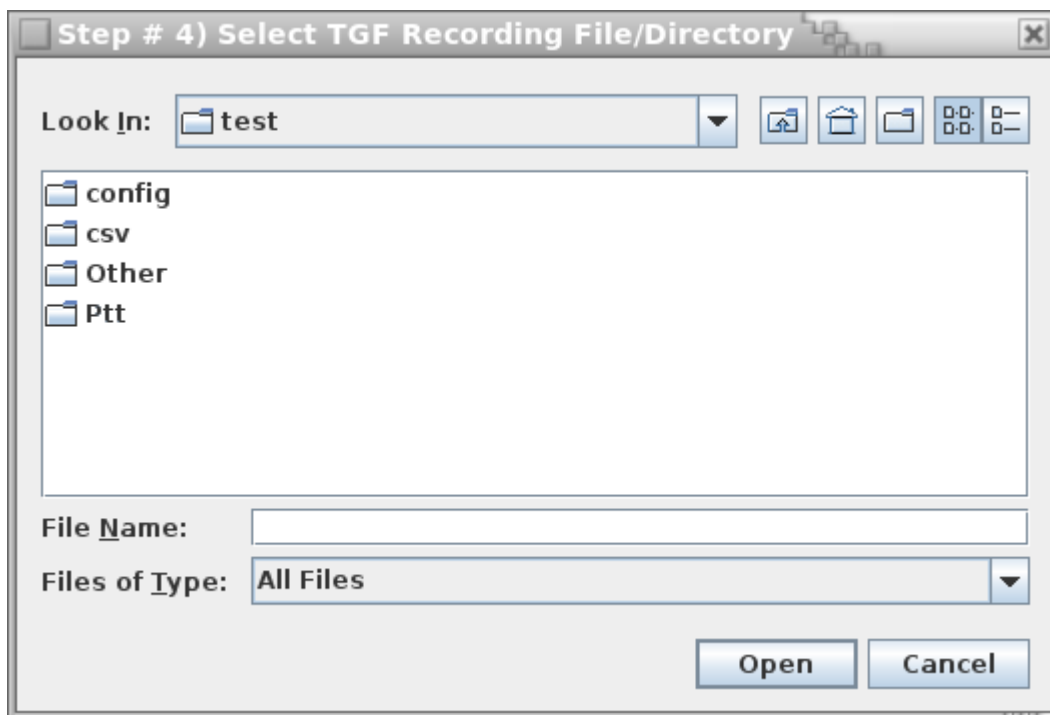 Step # 4) Select TGF Recording File/Directory
Look In: test
config
csv
Other
Ptt
File Name:
Files of Type: All Files
Open Cancel